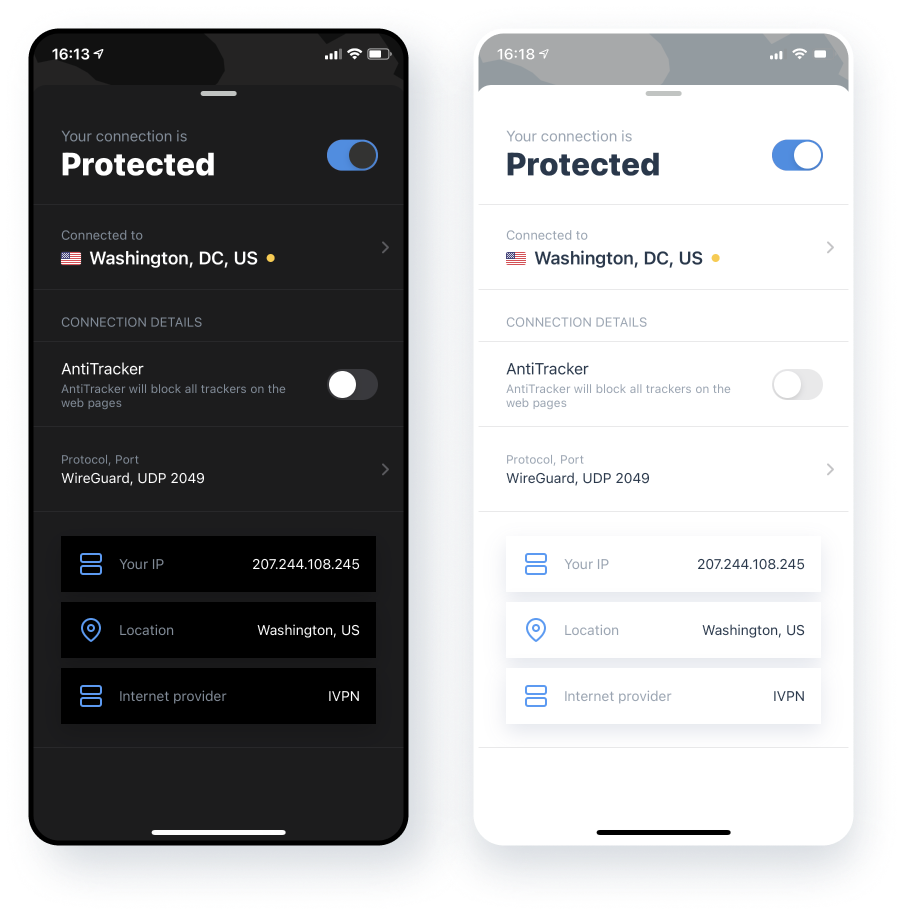 16:13
Your connection is
Protected
Connected to
Washington, DC, US
CONNECTION DETAILS
AntiTracker
AntiTracker will block all trackers on the
web pages
Protocol, Port
WireGuard, UDP 2049
Your IP 207.244.108.245
Location Washington, US
Internet provider IVPN
16:18
Your connection is
Protected
Connected to
Washington, DC, US
CONNECTION DETAILS
AntiTracker
AntiTracker will block all trackers on the
web pages
Protocol, Port
WireGuard, UDP 2049
Your IP 207.244.108.245
Location Washington, US
Internet provider IVPN